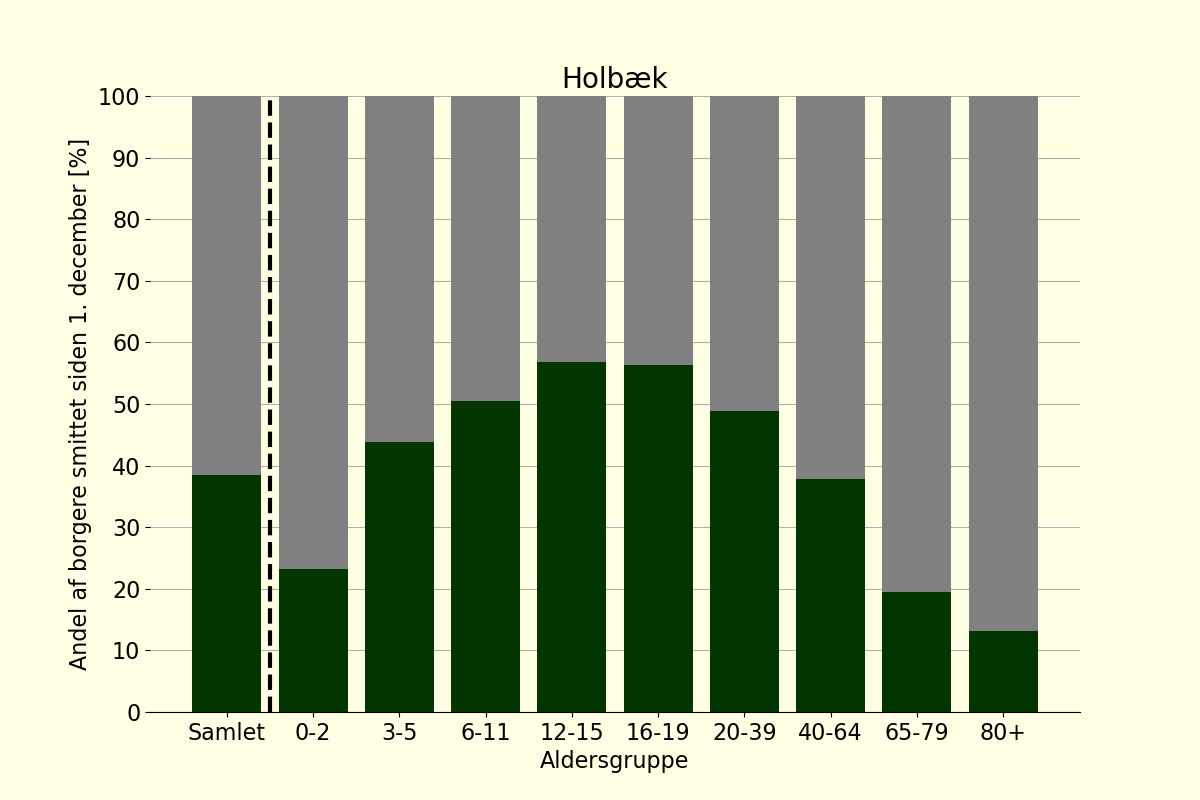 Holbæk
Andel af borgere smittet siden 1. december [%]
100
90
80
70
60
50
40
30
20
10
0
Samlet 0-2 3-5 6-11 12-15 16-19 20-39 40-64 65-79 80+
Aldersgruppe